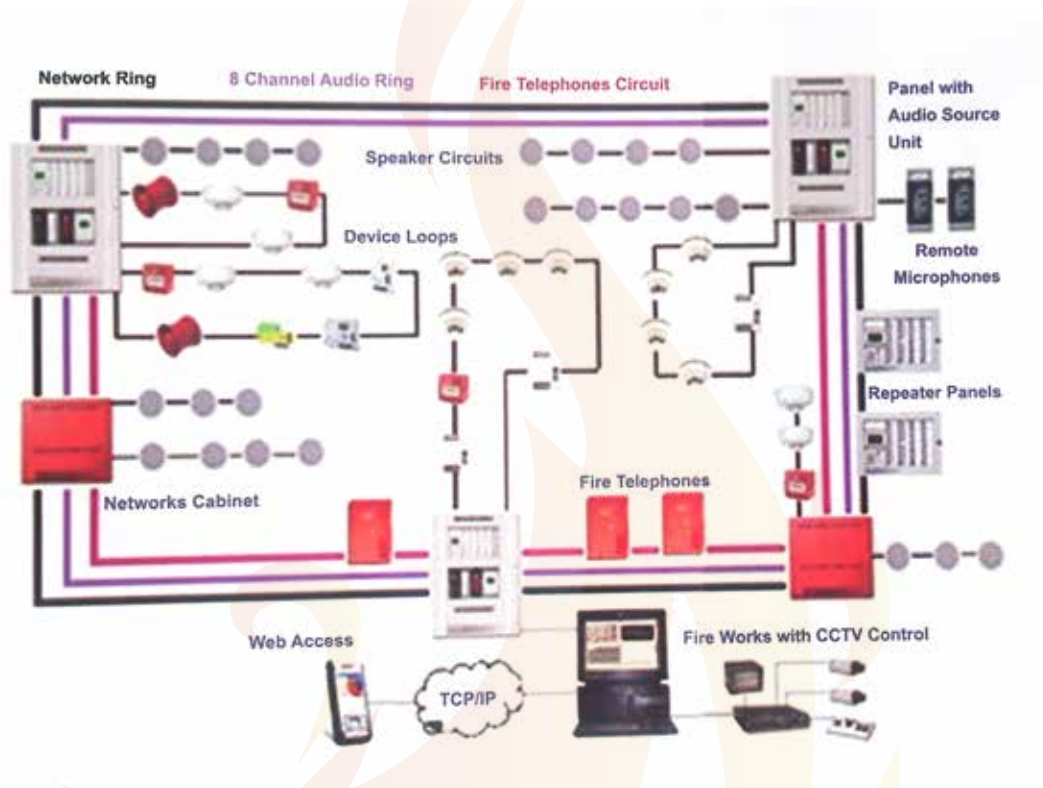 Network Ring
8 Channel Audio Ring
Fire Telephones Circuit
Panel with
Audio Source
Unit
Speaker Circuits
Device Loops
Remote
Microphones
Repeater Panels
Networks Cabinet
Fire Telephones
Web Access
Fire Works with CCTV Control
TCP/IP